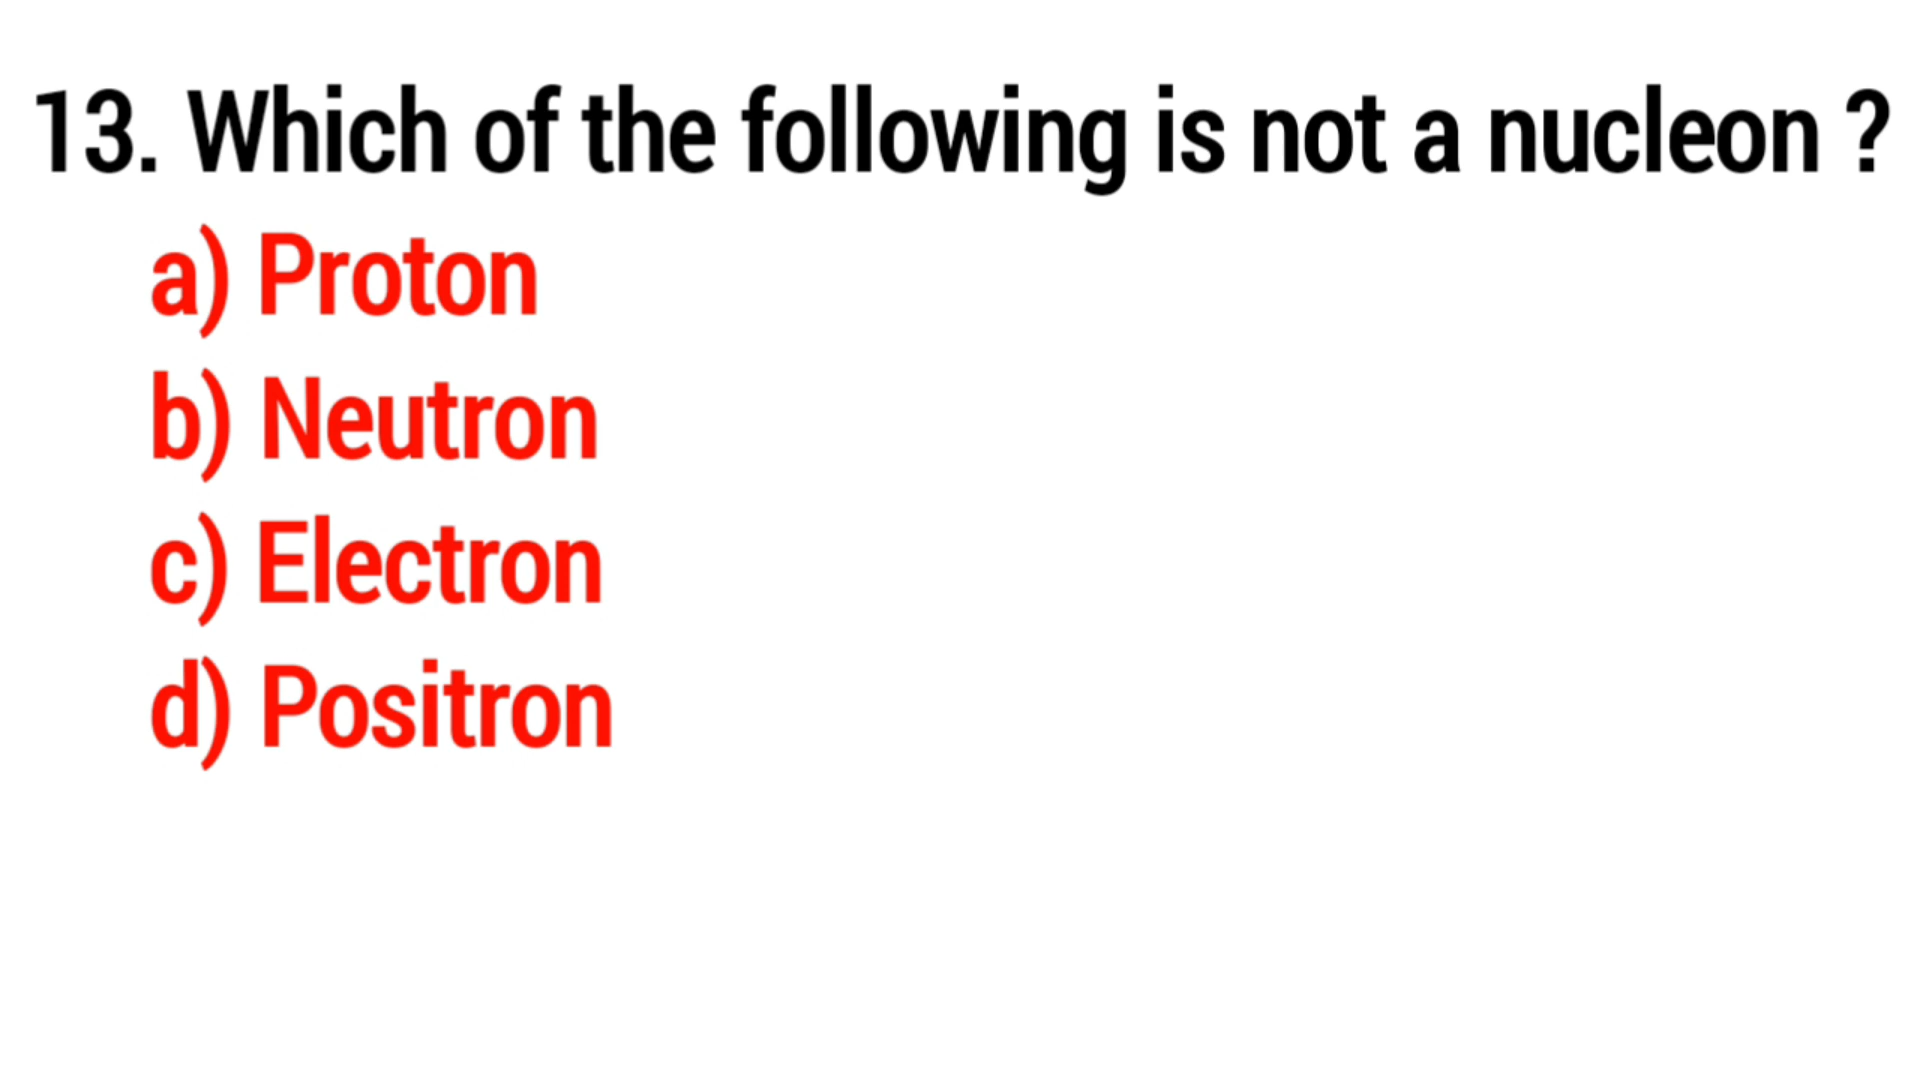 13. Which of the following is not a nucleon ?
a) Proton
b) Neutron
c) Electron
d) Positron